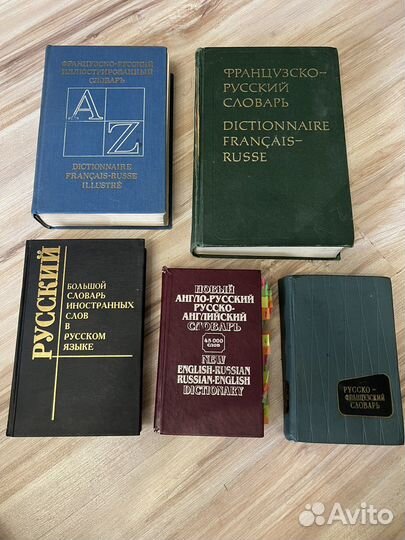 ФРАНЦУЗСКО-РУССКИЙ
ИЛЛЮСТРИРОВАННЫЙ
СЛОВАРЬ
A
Z
DICTIONNAIRE
FRANÇAIS-RUSSE
ILLUSTRÉ
ФРАНЦУЗСКО-
РУССКИЙ
СЛОВАРЬ
DICTIONNAIRE
FRANÇAIS-
RUSSE
РУССКИЙ
БОЛЬШОЙ
СЛОВАРЬ
ИНОСТРАННЫХ
СЛОВ
В
РУССКОМ
ЯЗЫКЕ
НОВЫЙ
АНГЛО-РУССКИЙ
РУССКО-
АНГЛИЙСКИЙ
СЛОВАРЬ
45 000
СЛОВ
NEW
ENGLISH-RUSSIAN
RUSSIAN-ENGLISH
DICTIONARY
РУССКО-
ФРАНЦУЗСКИЙ
СЛОВАРЬ
Avito